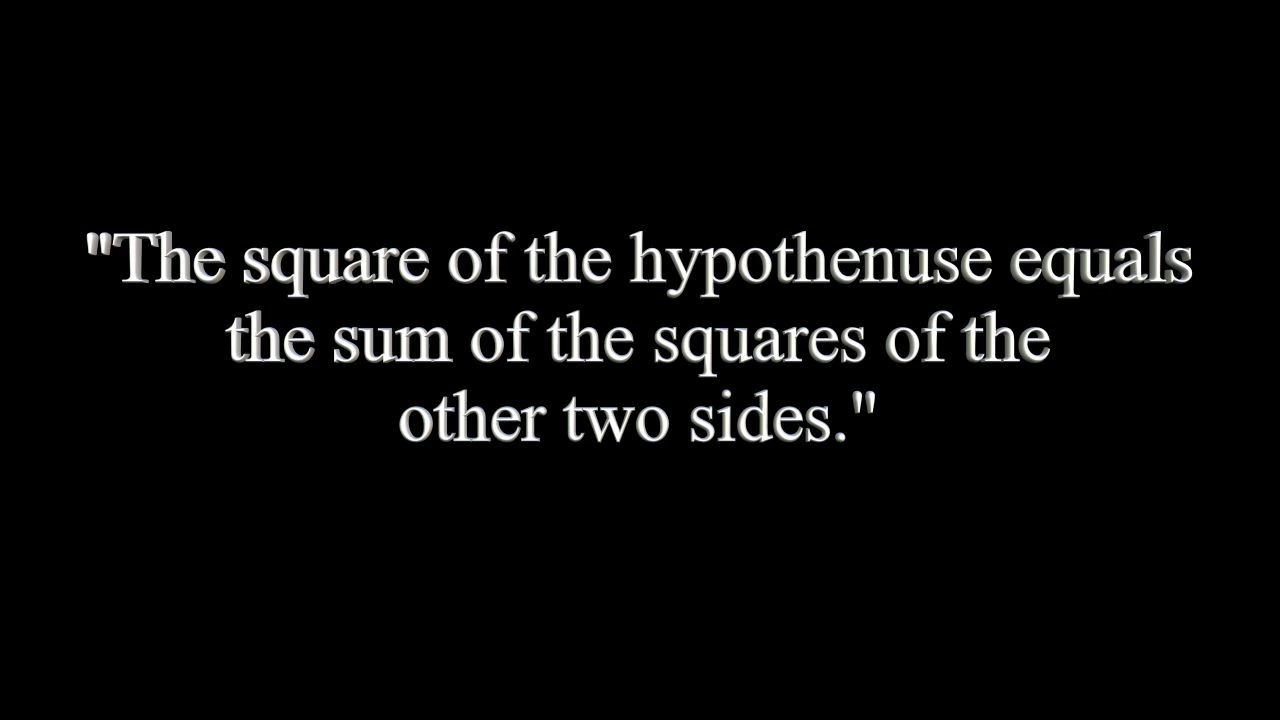 "The square of the hypothenuse equals
the sum of the squares of the
other two sides."